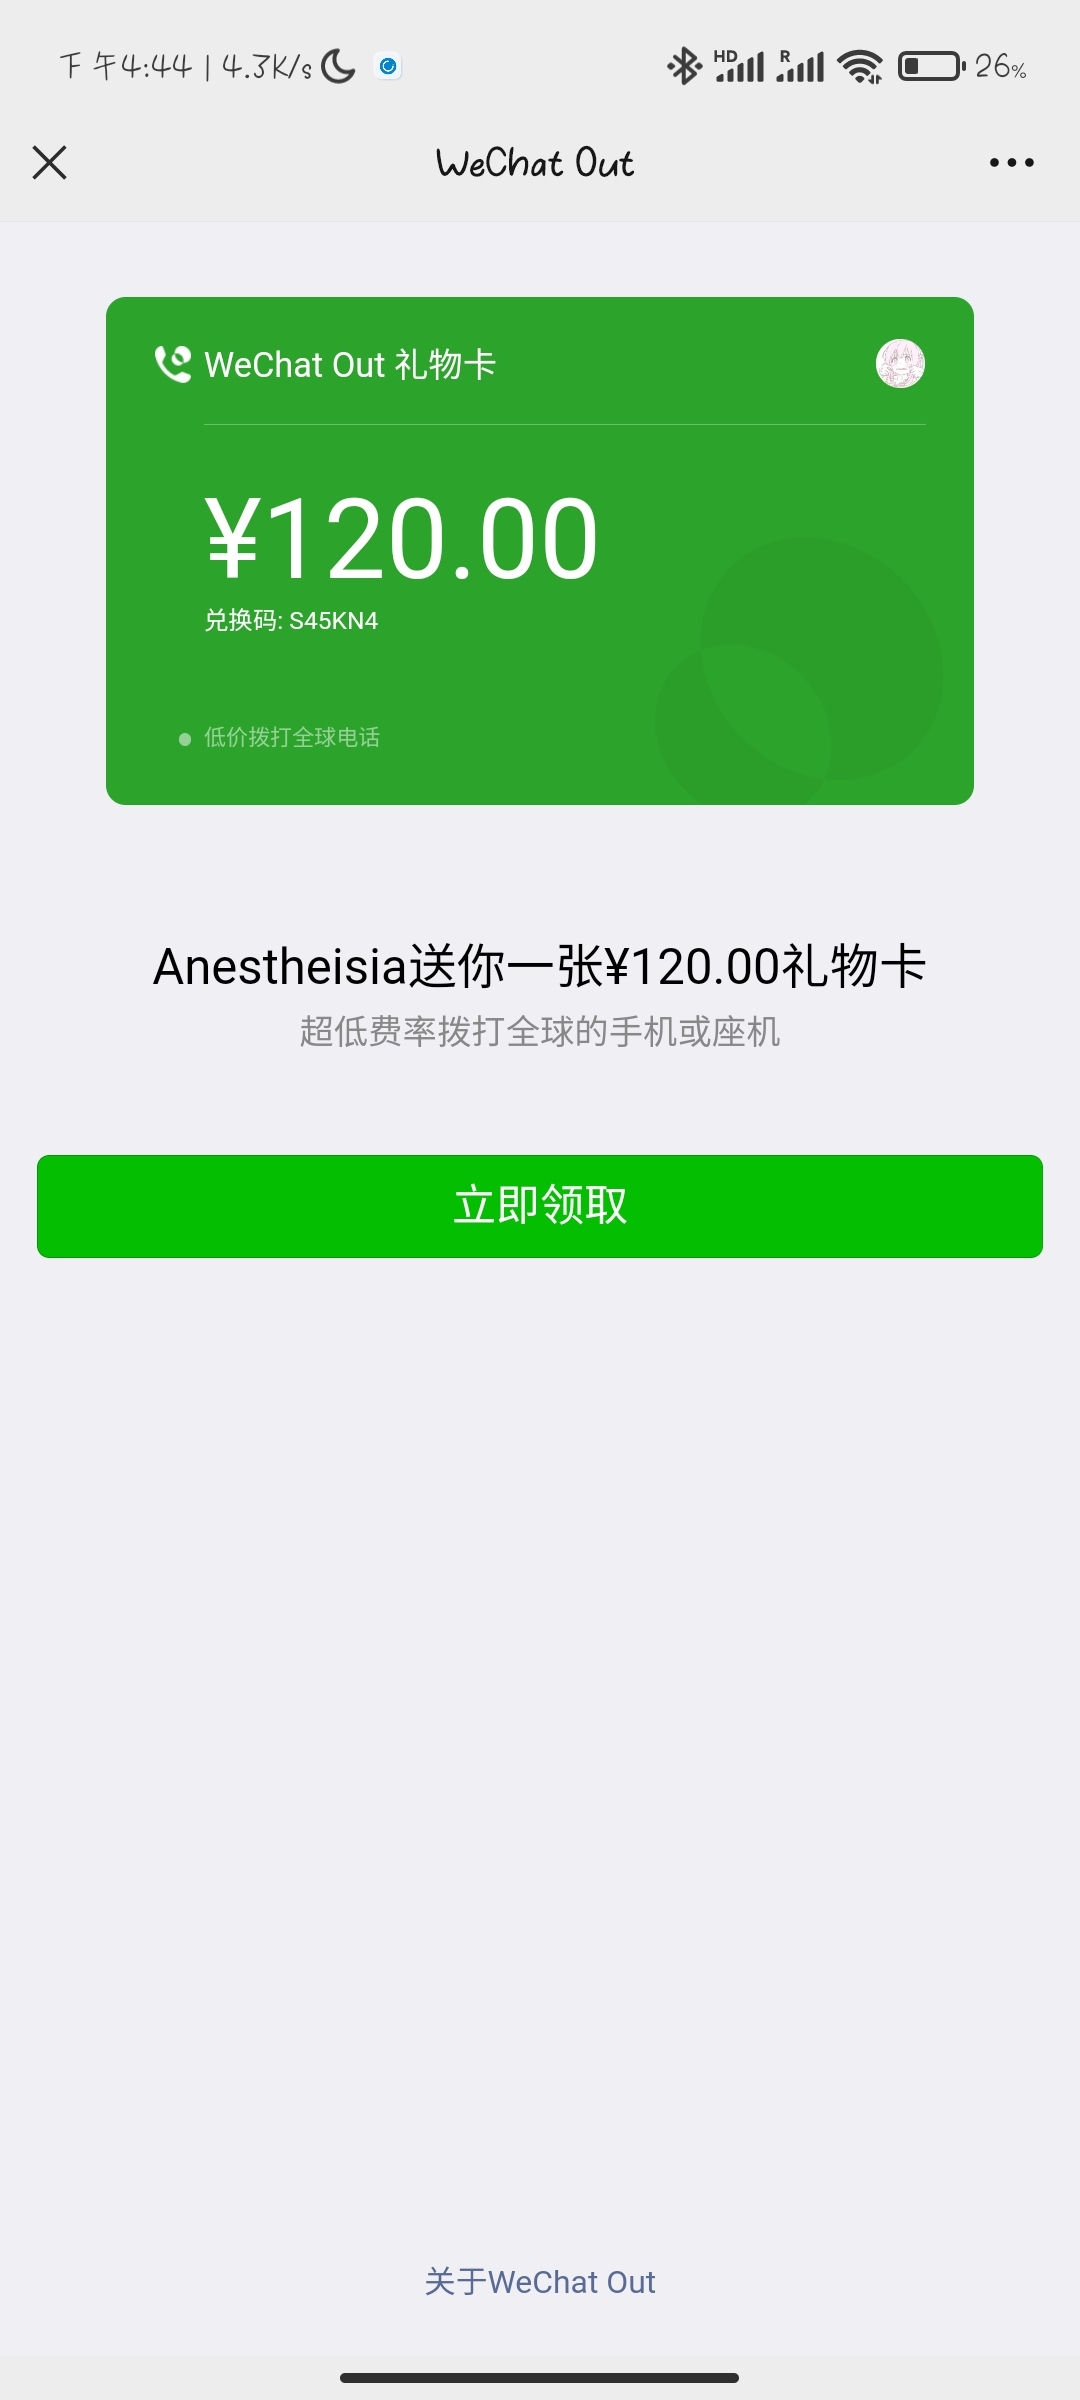 下午4:44 | 4.3K/s
HD R 26%
WeChat Out
WeChat Out 礼物卡
¥120.00
兑换码: S45KN4
低价拨打全球电话
Anestheisia送你一张¥120.00礼物卡
超低费率拨打全球的手机或座机
立即领取
关于WeChat Out